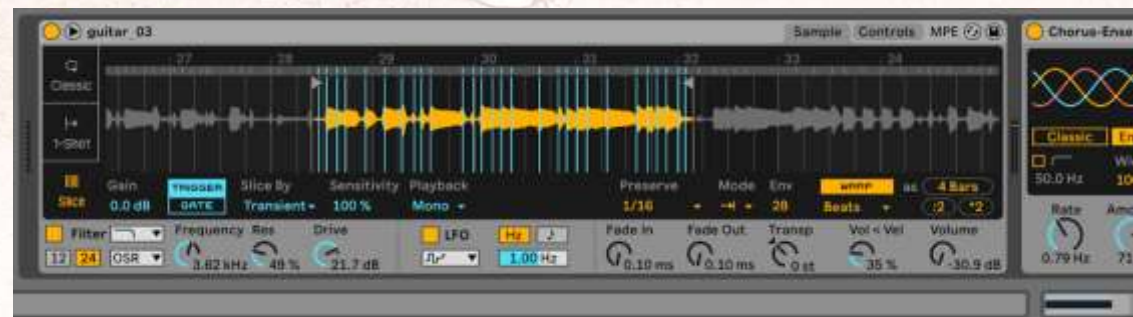 guitar_03 Sample Controls MPE Chorus-Ense
27 28 29 30 31 32 33 34
Classic
1-Shot
Classic En
Gain TRIGGER Slice By Sensitivity Playback Preserve Mode Env WARP as 4 Bars
50.0 Hz
Slice 0.0 dB GATE Transient 100 % Mono 1/16 28 Beats :2 *2
Filter Frequency Res Drive LFO Hz Fade In Fade Out Transp Vol < Vel Volume Rate
12 24 OSR 3.62 kHz 48 % 21.7 dB 1.00 Hz 0.10 ms 0.10 ms 0 st 35 % -30.9 dB 0.79 Hz 71